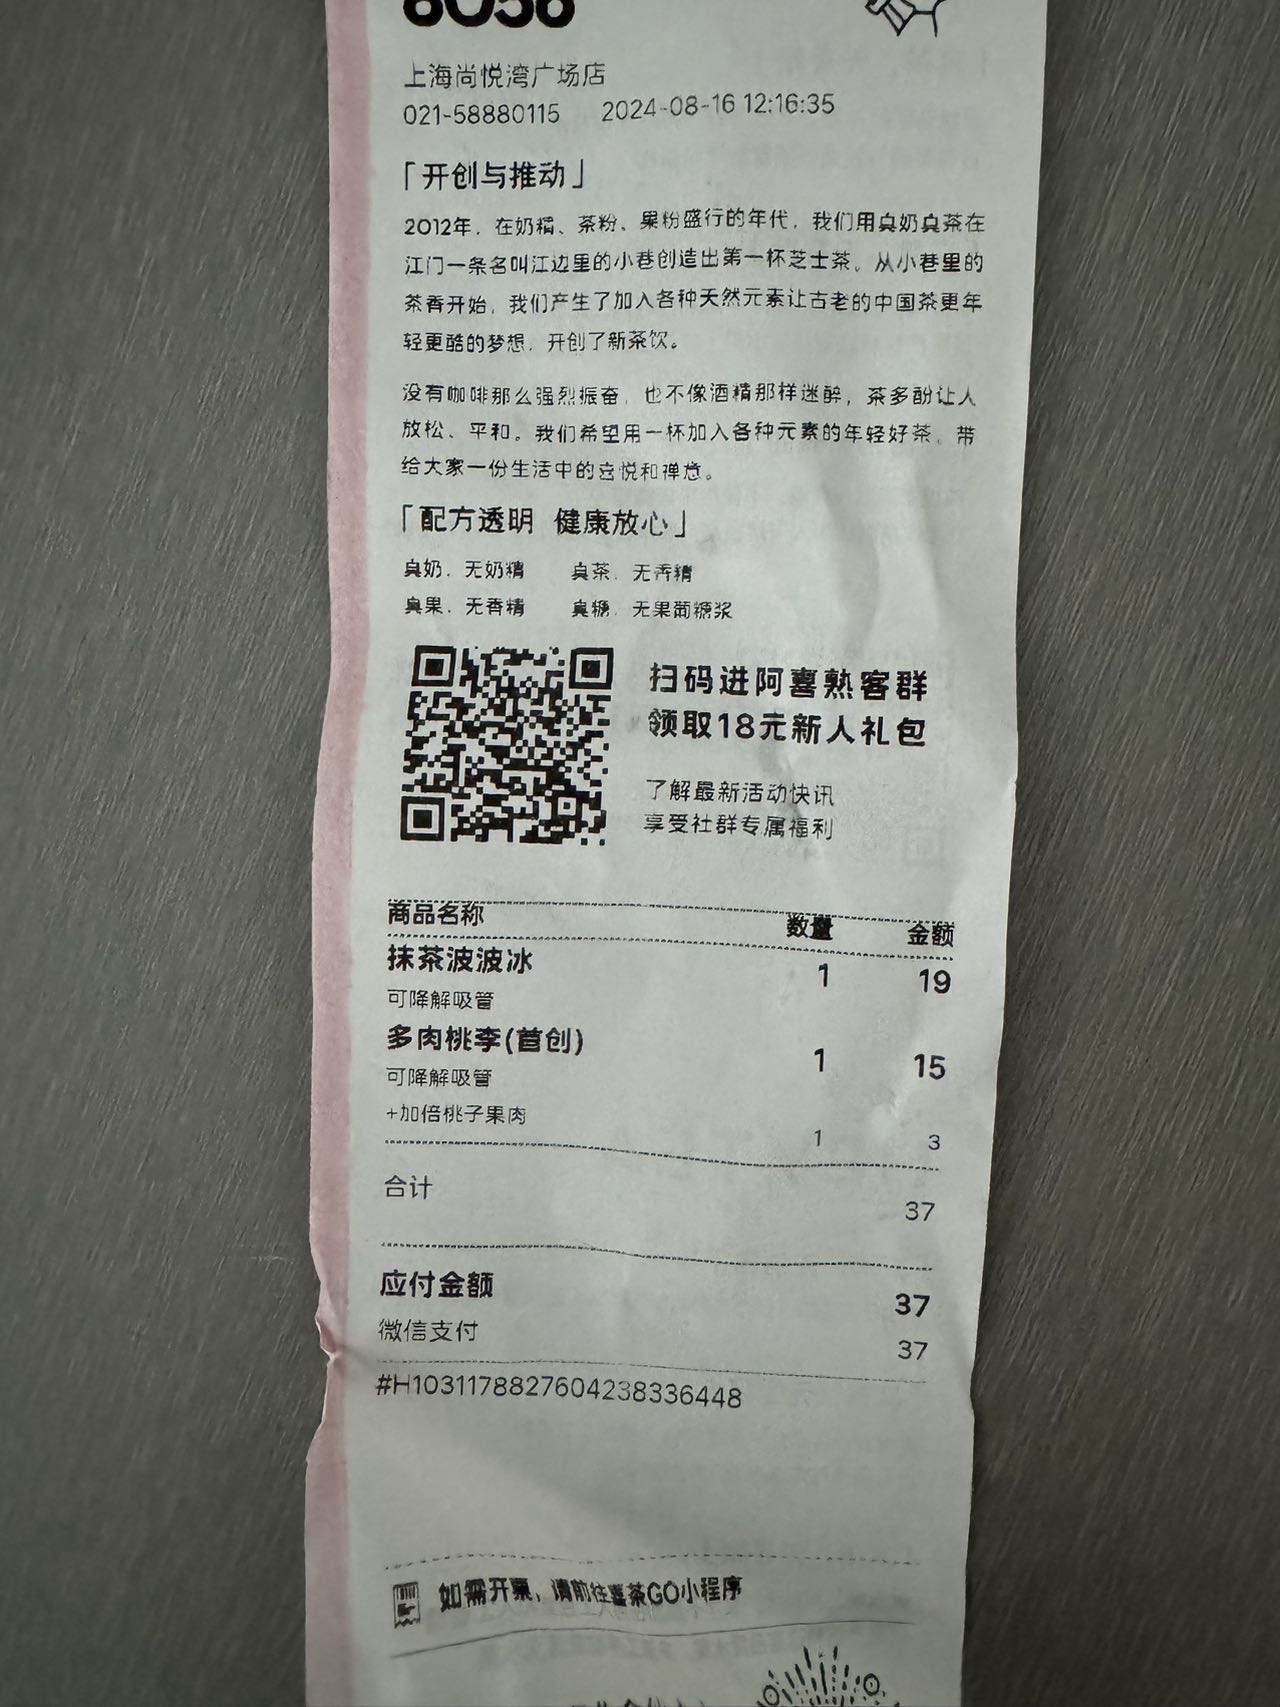 8056
上海尚悦湾广场店
021-58880115 2024-08-16 12:16:35
「开创与推动」
2012年，在奶精、茶粉、果粉盛行的年代，我们用真奶真茶在
江门一条名叫江边里的小巷创造出第一杯芝士茶。从小巷里的
茶香开始，我们产生了加入各种天然元素让古老的中国茶更年
轻更酷的梦想，开创了新茶饮。
没有咖啡那么强烈振奋，也不像酒精那样迷醉，茶多酚让人
放松、平和。我们希望用一杯加入各种元素的年轻好茶，带
给大家一份生活中的喜悦和禅意。
「配方透明 健康放心」
真奶，无奶精 真茶，无香精
真果，无香精 真糖，无果葡糖浆
扫码进阿喜熟客群
领取18元新人礼包
了解最新活动快讯
享受社群专属福利
商品名称 数量 金额
抹茶波波冰 1 19
可降解吸管
多肉桃李(首创) 1 15
可降解吸管
+加倍桃子果肉 1 3
合计 37
应付金额 37
微信支付 37
#H1031178827604238336448
如需开票，请前往喜茶GO小程序